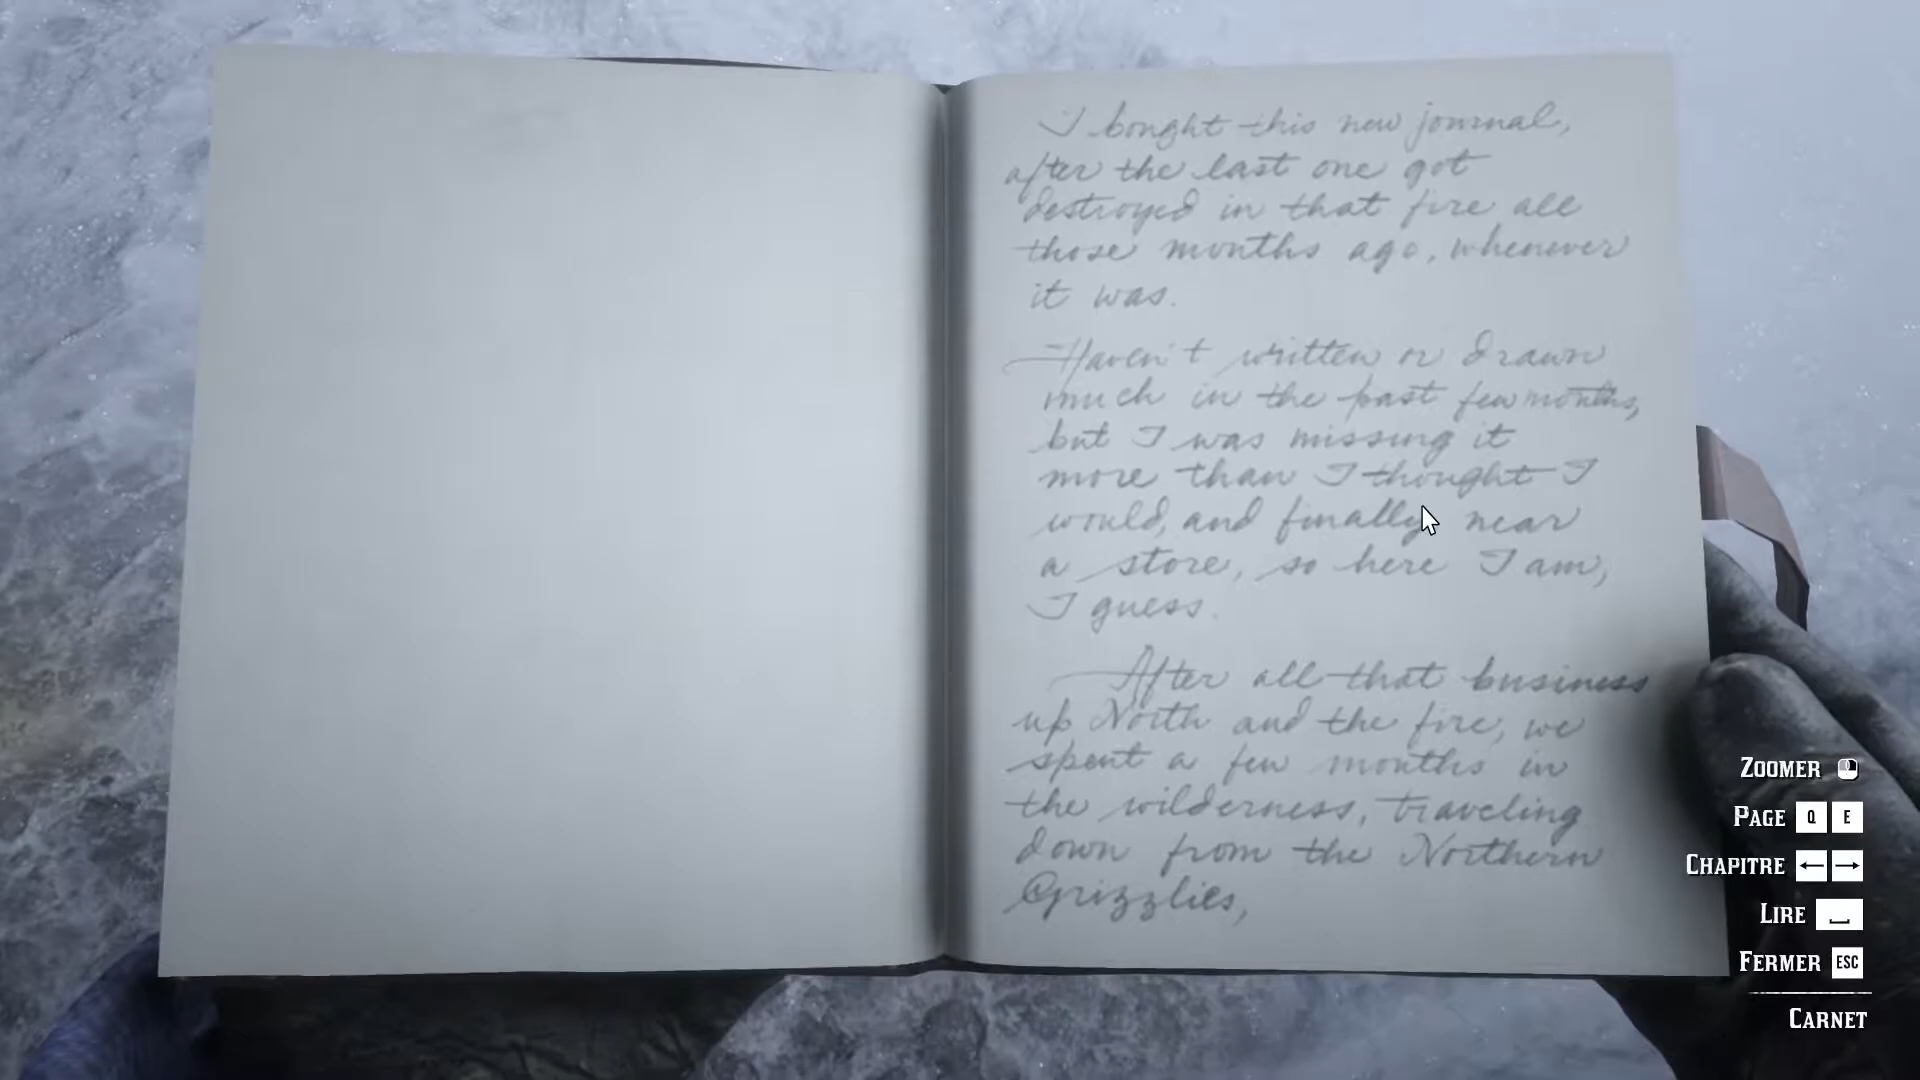 I bought this new journal,
after the last one got
destroyed in that fire all
those months ago, whenever
it was.
Haven't written or drawn
much in the past few months,
but I was missing it
more than I thought I
would, and finally near
a store, so here I am,
I guess.
After all that business
up North and the fire, we
spent a few months in
the wilderness, traveling
down from the Northern
Grizzlies,
ZOOMER
PAGE Q E
CHAPITRE ← →
LIRE
FERMER ESC
CARNET